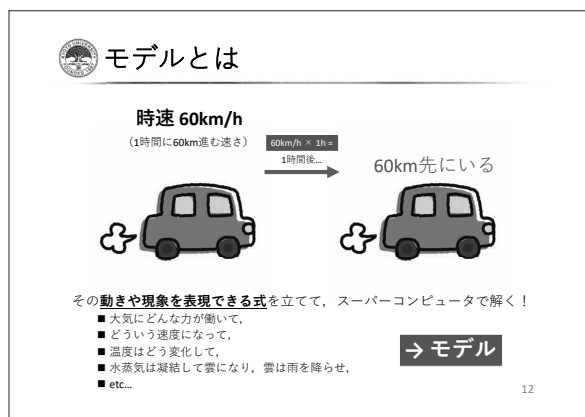 モデルとは
時速 60km/h
（1時間に60km進む速さ）
60km/h × 1h =
1時間後...
60km先にいる
その動きや現象を表現できる式を立てて，スーパーコンピュータで解く！
■ 大気にどんな力が働いて，
■ どういう速度になって，
■ 温度はどう変化して，
■ 水蒸気は凝結して雲になり，雲は雨を降らせ，
■ etc...
→ モデル
12